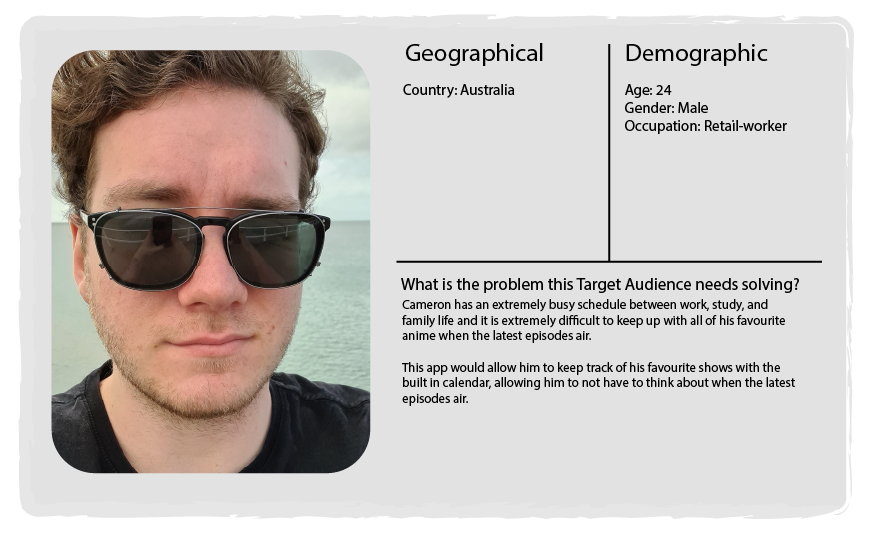 Geographical
Country: Australia
Demographic
Age: 24
Gender: Male
Occupation: Retail-worker
What is the problem this Target Audience needs solving?
Cameron has an extremely busy schedule between work, study, and
family life and it is extremely difficult to keep up with all of his favourite
anime when the latest episodes air.
This app would allow him to keep track of his favourite shows with the
built in calendar, allowing him to not have to think about when the latest
episodes air.